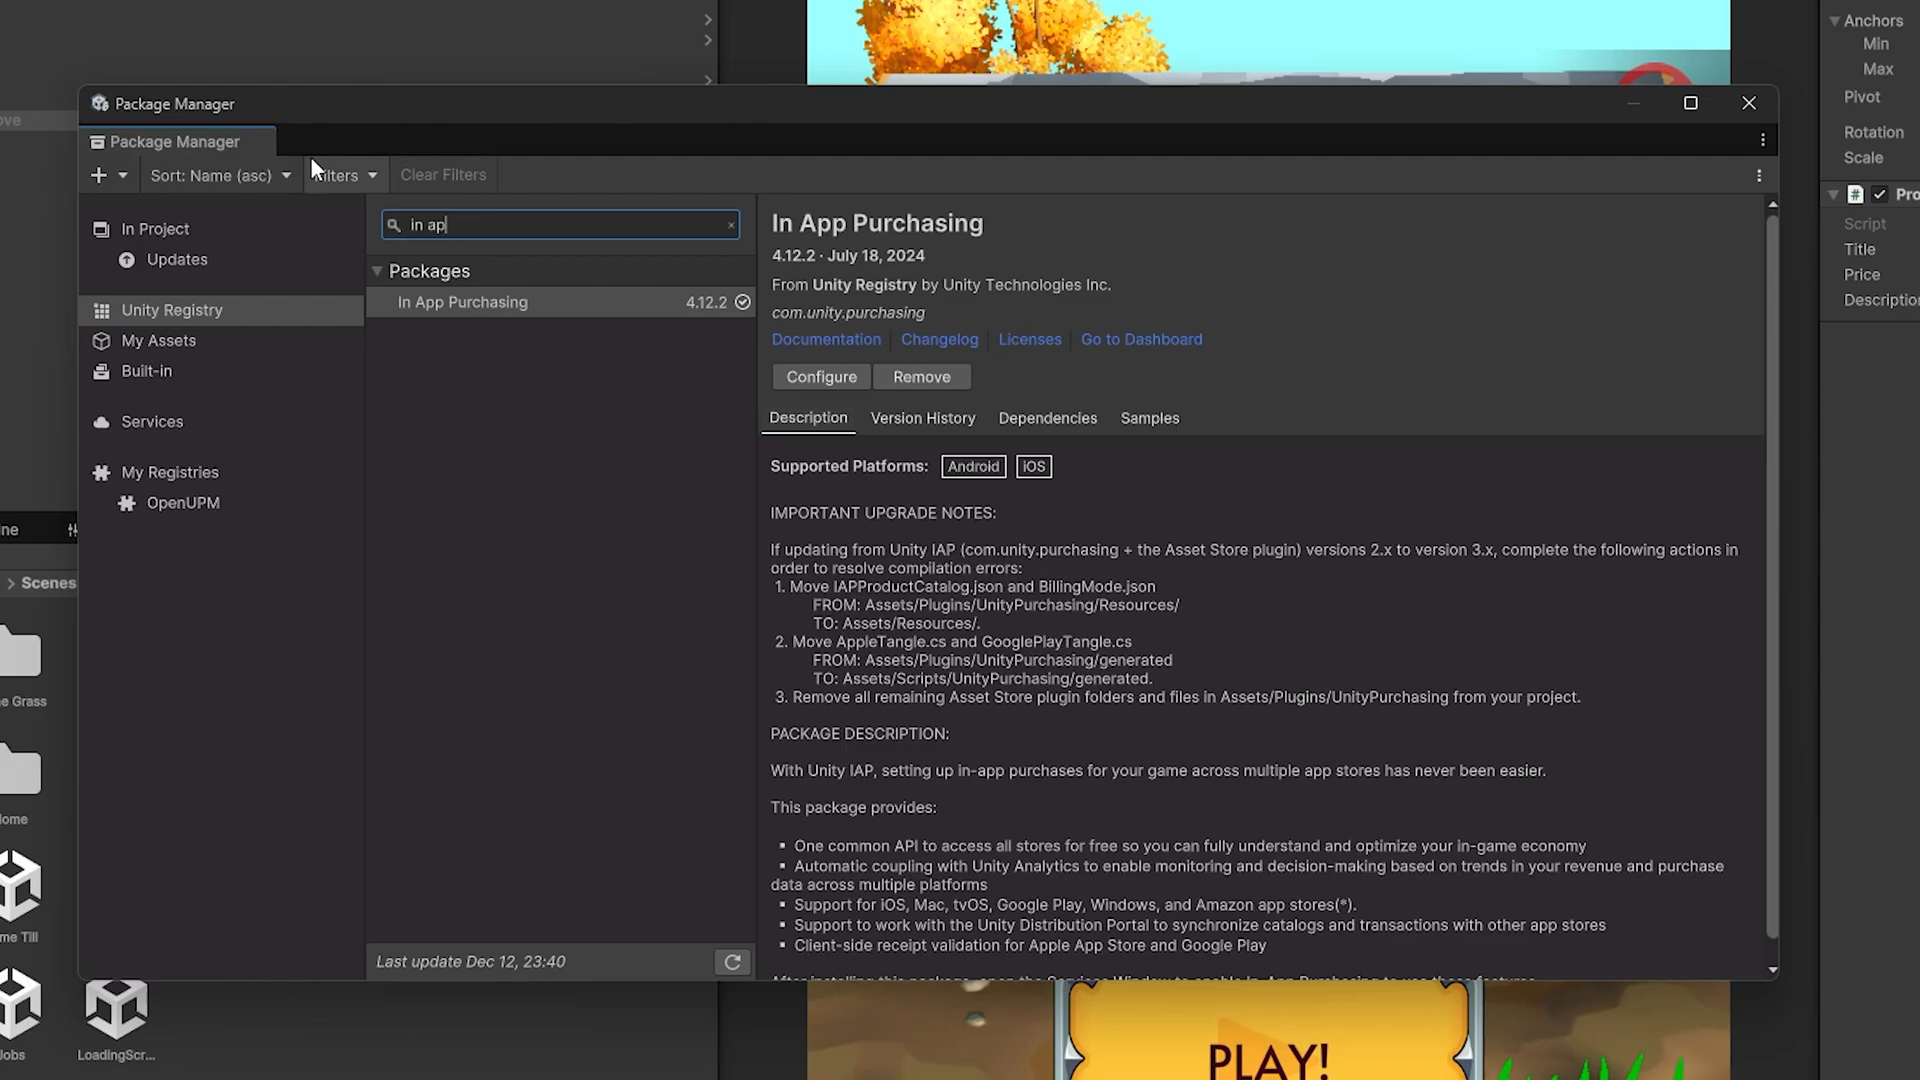 Package Manager
Package Manager
Sort: Name (asc)
Clear Filters
In Project
Updates
Unity Registry
My Assets
Built-in
Services
My Registries
OpenUPM
in ap
Packages
In App Purchasing 4.12.2
Last update Dec 12, 23:40
In App Purchasing
4.12.2 · July 18, 2024
From Unity Registry by Unity Technologies Inc.
com.unity.purchasing
Documentation Changelog Licenses Go to Dashboard
Configure Remove
Description Version History Dependencies Samples
Supported Platforms: Android iOS
IMPORTANT UPGRADE NOTES:
If updating from Unity IAP (com.unity.purchasing + the Asset Store plugin) versions 2.x to version 3.x, complete the following actions in
order to resolve compilation errors:
1. Move IAPProductCatalog.json and BillingMode.json
FROM: Assets/Plugins/UnityPurchasing/Resources/
TO: Assets/Resources/.
2. Move AppleTangle.cs and GooglePlayTangle.cs
FROM: Assets/Plugins/UnityPurchasing/generated
TO: Assets/Scripts/UnityPurchasing/generated.
3. Remove all remaining Asset Store plugin folders and files in Assets/Plugins/UnityPurchasing from your project.
PACKAGE DESCRIPTION:
With Unity IAP, setting up in-app purchases for your game across multiple app stores has never been easier.
This package provides:
▪ One common API to access all stores for free so you can fully understand and optimize your in-game economy
▪ Automatic coupling with Unity Analytics to enable monitoring and decision-making based on trends in your revenue and purchase
data across multiple platforms
▪ Support for iOS, Mac, tvOS, Google Play, Windows, and Amazon app stores(*).
▪ Support to work with the Unity Distribution Portal to synchronize catalogs and transactions with other app stores
▪ Client-side receipt validation for Apple App Store and Google Play
Anchors
Min
Max
Pivot
Rotation
Scale
Pro
Script
Title
Price
Description
Scenes
e Grass
ome
me Till
Jobs
LoadingScr...
PLAY!